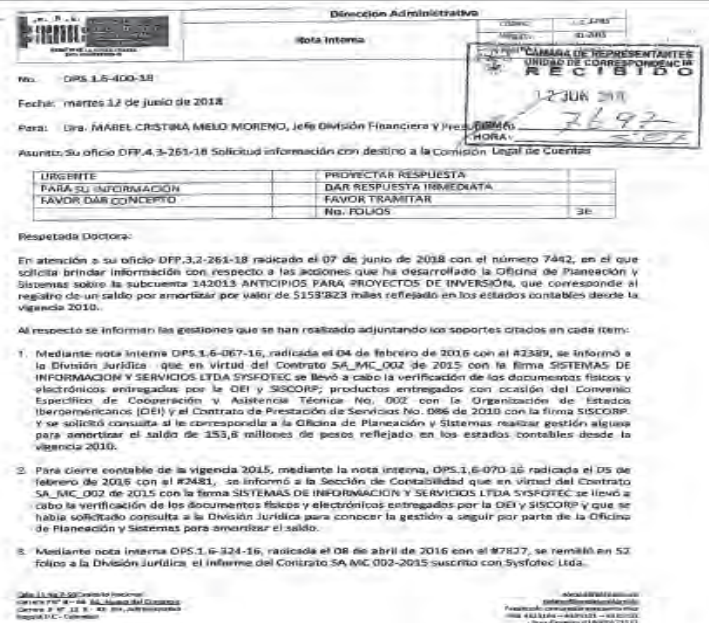 Dirección Administrativa
Nota Interna
CÁMARA DE REPRESENTANTES
UNIDAD DE CORRESPONDENCIA
RECIBIDO
12 JUN
HORA:
No. OPS 1.6-400-18
Fecha: martes 12 de junio de 2018
Para: Dra. MABEL CRISTINA MELO MORENO, Jefe División Financiera y
Asunto: Su oficio DFP.4.3-261-18 Solicitud información con destino a la Comisión Legal de Cuentas
URGENTE PROYECTAR RESPUESTA
PARA SU INFORMACIÓN DAR RESPUESTA INMEDIATA
FAVOR DAR CONCEPTO FAVOR TRAMITAR
No. FOLIOS 36
Respetada Doctora:
En atención a su oficio DFP.3.2-261-18 radicado el 07 de junio de 2018 con el número 7442, en el que
solicita brindar información con respecto a las acciones que ha desarrollado la Oficina de Planeación y
Sistemas sobre la subcuenta 142013 ANTICIPOS PARA PROYECTOS DE INVERSIÓN, que corresponde al
registro de un saldo por amortizar por valor de $153'823 miles reflejado en los estados contables desde la
vigencia 2010.
Al respecto se informan las gestiones que se han realizado adjuntando los soportes citados en cada ítem:
1. Mediante nota interna OPS.1.6-067-16, radicada el 04 de febrero de 2016 con el #2389, se informó a
la División Jurídica que en virtud del Contrato SA_MC_002 de 2015 con la firma SISTEMAS DE
INFORMACION Y SERVICIOS LTDA SYSFOTEC se llevó a cabo la verificación de los documentos físicos y
electrónicos entregados por la OEI y SISCORP; productos entregados con ocasión del Convenio
Específico de Cooperación y Asistencia Técnica No. 002 con la Organización de Estados
Iberoamericanos (OEI) y el Contrato de Prestación de Servicios No. 086 de 2010 con la firma SISCORP.
Y se solicitó consulta si le correspondía a la Oficina de Planeación y Sistemas realizar gestión alguna
para amortizar el saldo de 153,8 millones de pesos reflejado en los estados contables desde la
vigencia 2010.
2. Para cierre contable de la vigencia 2015, mediante la nota interna, OPS.1.6-070-16 radicada el 05 de
febrero de 2016 con el #2481, se informó a la Sección de Contabilidad que en virtud del Contrato
SA_MC_002 de 2015 con la firma SISTEMAS DE INFORMACION Y SERVICIOS LTDA SYSFOTEC se llevó a
cabo la verificación de los documentos físicos y electrónicos entregados por la OEI y SISCORP y que se
había solicitado consulta a la División Jurídica para conocer la gestión a seguir por parte de la Oficina
de Planeación y Sistemas para amortizar el saldo.
3. Mediante nota interna OPS.1.6-324-16, radicada el 08 de abril de 2016 con el #7827, se remitió en 52
folios a la División Jurídica el informe del Contrato SA MC 002-2015 suscrito con Sysfotec Ltda.